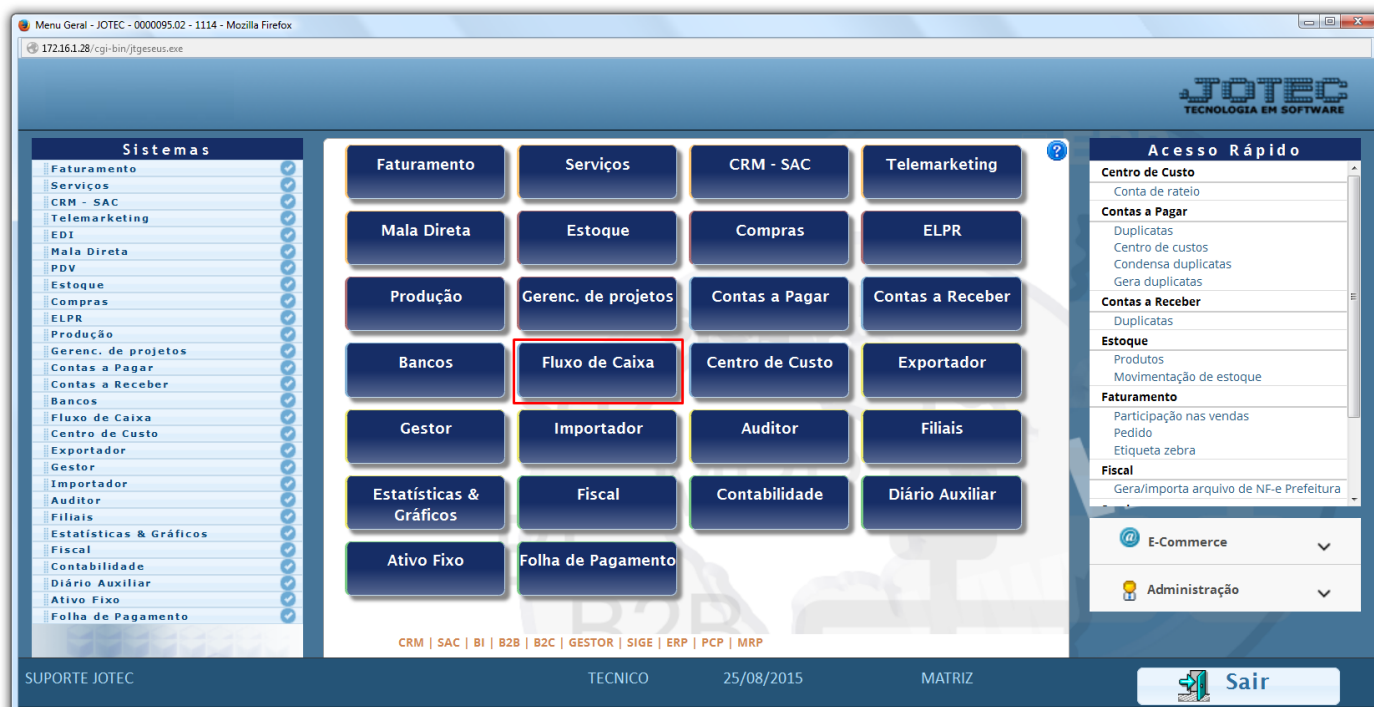 Menu Geral - JOTEC - 0000095.02 - 1114 - Mozilla Firefox
172.16.1.28/cgi-bin/jtgeseus.exe
JOTEC
TECNOLOGIA EM SOFTWARE
Sistemas
Faturamento
Serviços
CRM - SAC
Telemarketing
EDI
Mala Direta
PDV
Estoque
Compras
ELPR
Produção
Gerenc. de projetos
Contas a Pagar
Contas a Receber
Bancos
Fluxo de Caixa
Centro de Custo
Exportador
Gestor
Importador
Auditor
Filiais
Estatísticas & Gráficos
Fiscal
Contabilidade
Diário Auxiliar
Ativo Fixo
Folha de Pagamento
Faturamento Serviços CRM - SAC Telemarketing
Mala Direta Estoque Compras ELPR
Produção Gerenc. de projetos Contas a Pagar Contas a Receber
Bancos Fluxo de Caixa Centro de Custo Exportador
Gestor Importador Auditor Filiais
Estatísticas & Gráficos Fiscal Contabilidade Diário Auxiliar
Ativo Fixo Folha de Pagamento
B2B
CRM | SAC | BI | B2B | B2C | GESTOR | SIGE | ERP | PCP | MRP
Acesso Rápido
Centro de Custo
Conta de rateio
Contas a Pagar
Duplicatas
Centro de custos
Condensa duplicatas
Gera duplicatas
Contas a Receber
Duplicatas
Estoque
Produtos
Movimentação de estoque
Faturamento
Participação nas vendas
Pedido
Etiqueta zebra
Fiscal
Gera/importa arquivo de NF-e Prefeitura
E-Commerce
Administração
SUPORTE JOTEC TECNICO 25/08/2015 MATRIZ
Sair